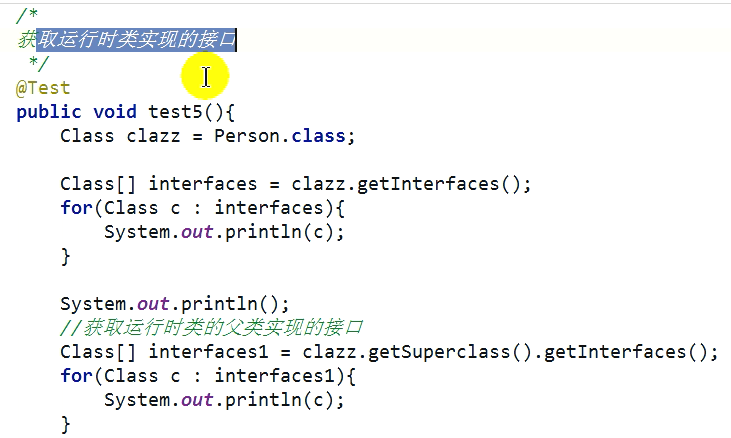 /*
获取运行时类实现的接口
*/
@Test
public void test5(){
Class clazz = Person.class;
Class[] interfaces = clazz.getInterfaces();
for(Class c : interfaces){
System.out.println(c);
}
System.out.println();
//获取运行时类的父类实现的接口
Class[] interfaces1 = clazz.getSuperclass().getInterfaces();
for(Class c : interfaces1){
System.out.println(c);
}